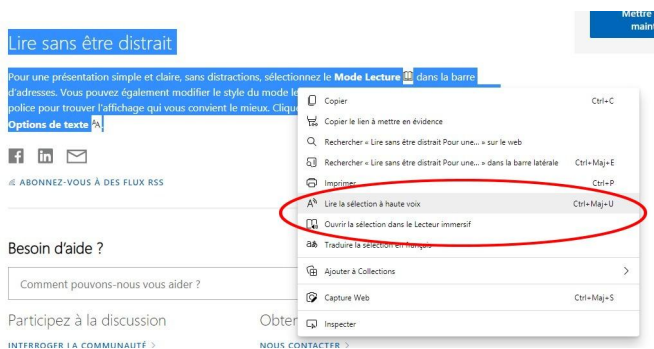 Mettre
main
Lire sans être distrait
Pour une présentation simple et claire, sans distractions, sélectionnez le Mode Lecture dans la barre
d'adresses. Vous pouvez également modifier le style du mode le
police pour trouver l'affichage qui vous convient le mieux. Clique
Options de texte
ABONNEZ-VOUS À DES FLUX RSS
Copier Ctrl+C
Copier le lien à mettre en évidence
Rechercher « Lire sans être distrait Pour une... » sur le web
Rechercher « Lire sans être distrait Pour une... » dans la barre latérale Ctrl+Maj+E
Imprimer Ctrl+P
Lire la sélection à haute voix Ctrl+Maj+U
Ouvrir la sélection dans le Lecteur immersif
Traduire la sélection en français
Ajouter à Collections
Capture Web Ctrl+Maj+S
Inspecter
Besoin d'aide ?
Comment pouvons-nous vous aider ?
Participez à la discussion
INTERROGER LA COMMUNAUTÉ >
Obter
NOUS CONTACTER >